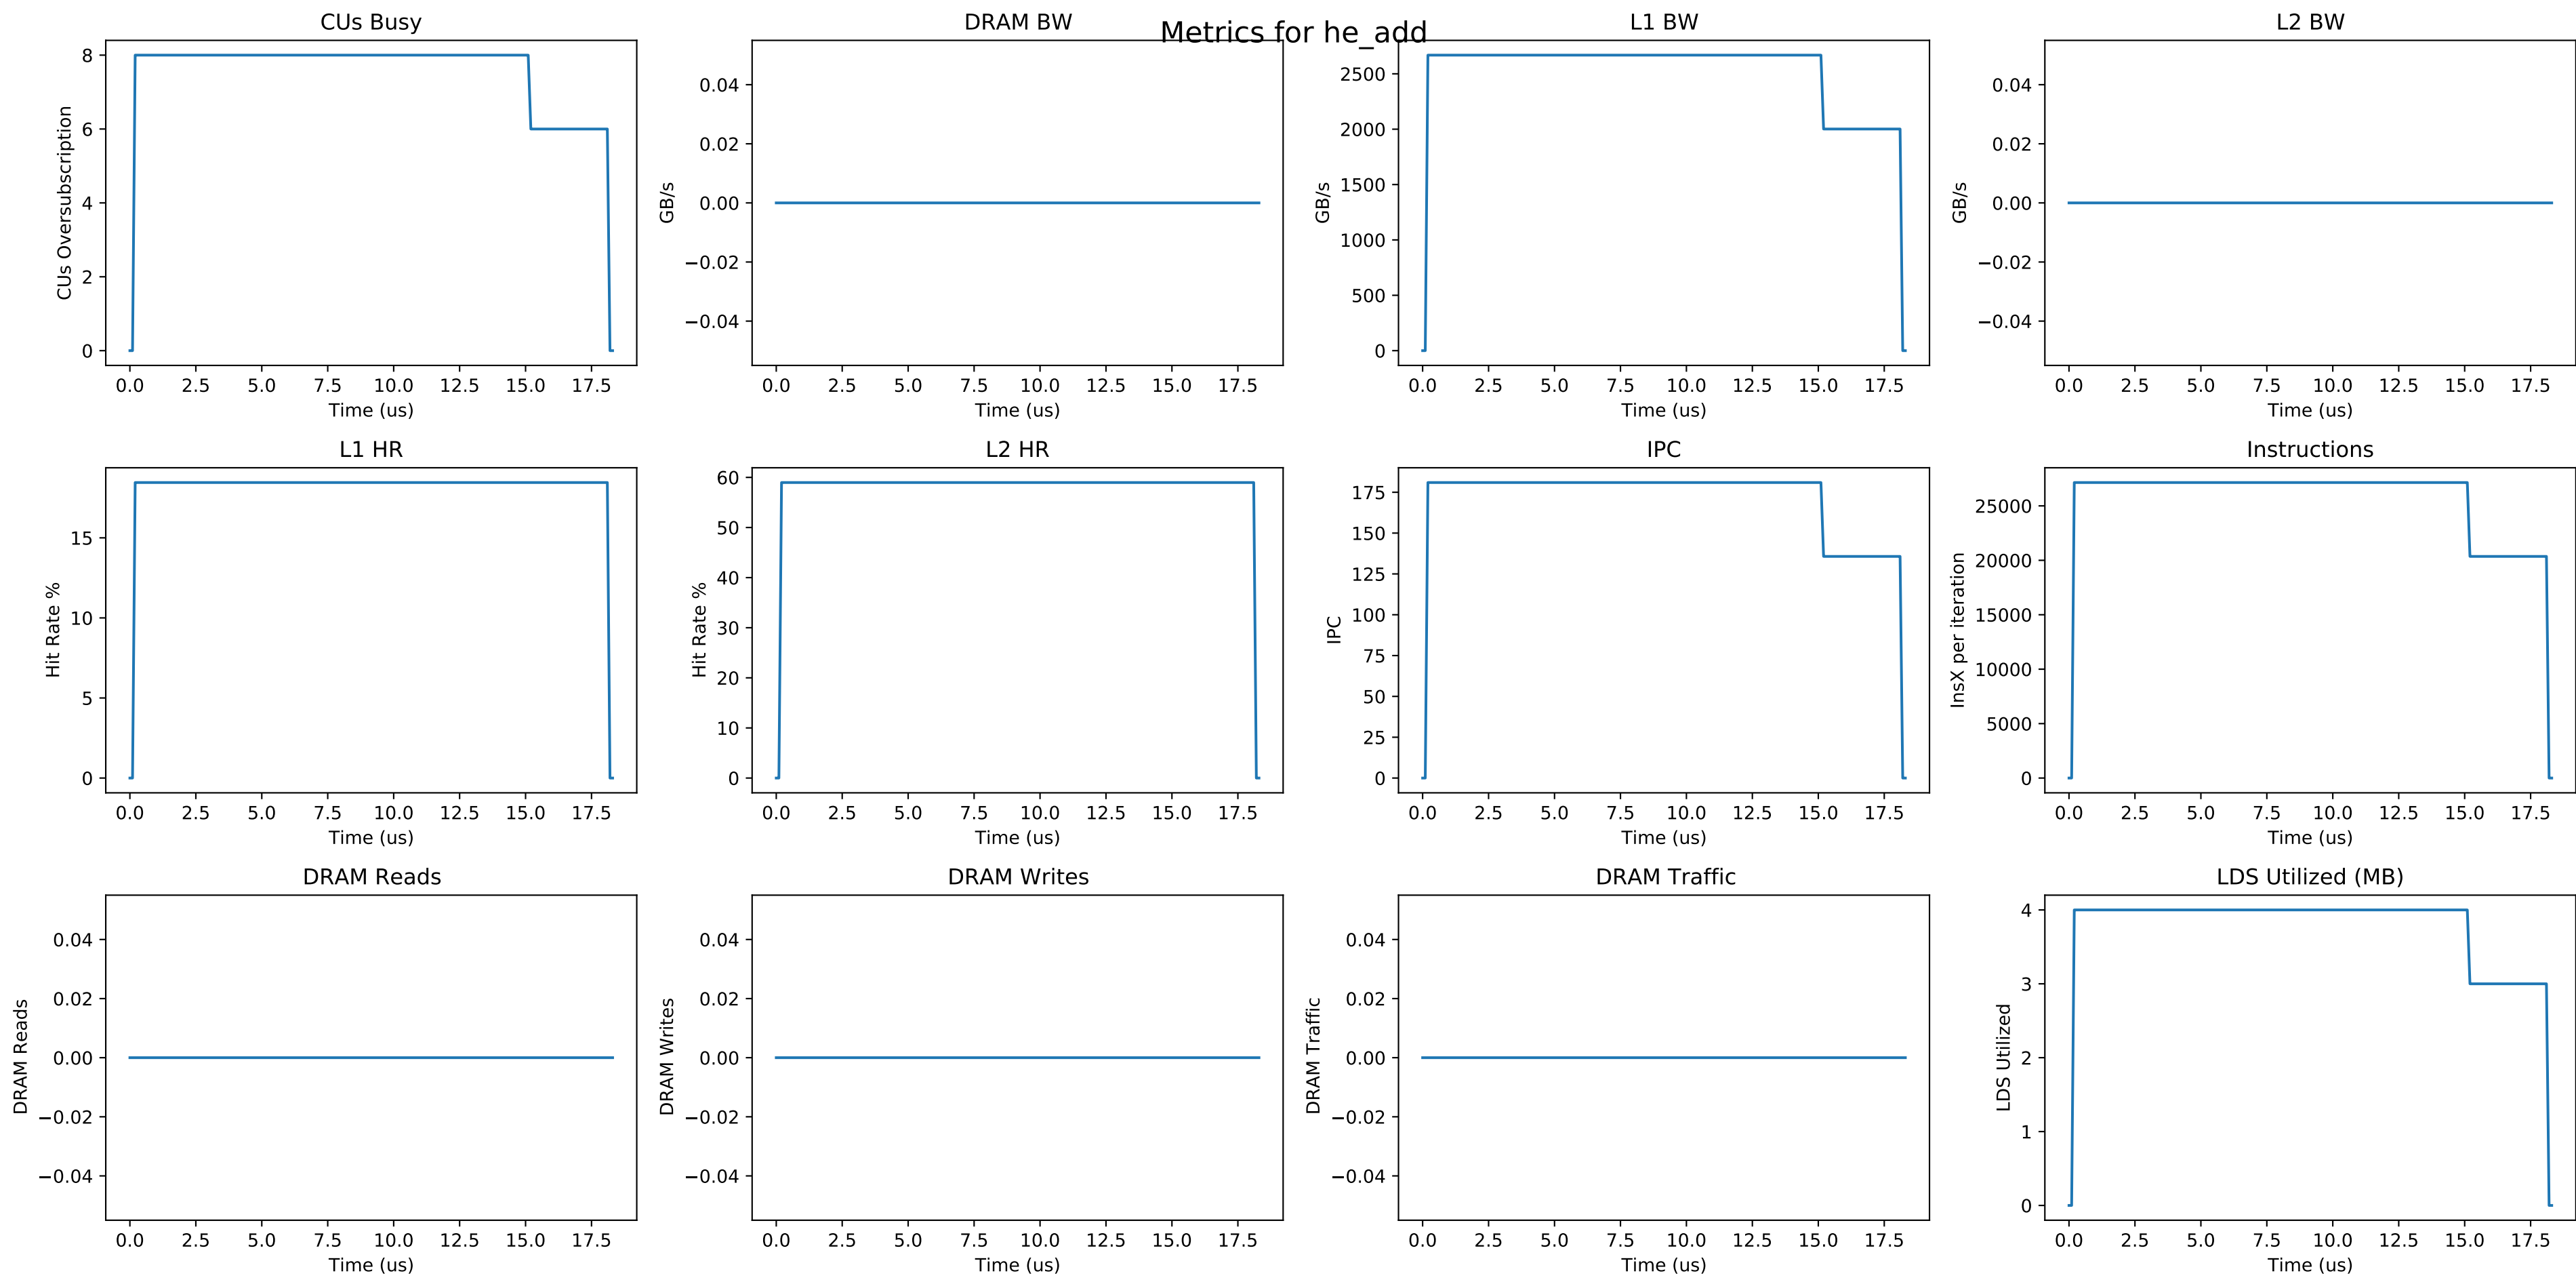 Metrics for he_add
CUs Busy
CUs Oversubscription
8
6
4
2
0
0.0 2.5 5.0 7.5 10.0 12.5 15.0 17.5
Time (us)
DRAM BW
GB/s
0.04
0.02
0.00
−0.02
−0.04
0.0 2.5 5.0 7.5 10.0 12.5 15.0 17.5
Time (us)
L1 BW
GB/s
2500
2000
1500
1000
500
0
0.0 2.5 5.0 7.5 10.0 12.5 15.0 17.5
Time (us)
L2 BW
GB/s
0.04
0.02
0.00
−0.02
−0.04
0.0 2.5 5.0 7.5 10.0 12.5 15.0 17.5
Time (us)
L1 HR
Hit Rate %
15
10
5
0
0.0 2.5 5.0 7.5 10.0 12.5 15.0 17.5
Time (us)
L2 HR
Hit Rate %
60
50
40
30
20
10
0
0.0 2.5 5.0 7.5 10.0 12.5 15.0 17.5
Time (us)
IPC
IPC
175
150
125
100
75
50
25
0
0.0 2.5 5.0 7.5 10.0 12.5 15.0 17.5
Time (us)
Instructions
InsX per iteration
25000
20000
15000
10000
5000
0
0.0 2.5 5.0 7.5 10.0 12.5 15.0 17.5
Time (us)
DRAM Reads
DRAM Reads
0.04
0.02
0.00
−0.02
−0.04
0.0 2.5 5.0 7.5 10.0 12.5 15.0 17.5
Time (us)
DRAM Writes
DRAM Writes
0.04
0.02
0.00
−0.02
−0.04
0.0 2.5 5.0 7.5 10.0 12.5 15.0 17.5
Time (us)
DRAM Traffic
DRAM Traffic
0.04
0.02
0.00
−0.02
−0.04
0.0 2.5 5.0 7.5 10.0 12.5 15.0 17.5
Time (us)
LDS Utilized (MB)
LDS Utilized
4
3
2
1
0
0.0 2.5 5.0 7.5 10.0 12.5 15.0 17.5
Time (us)